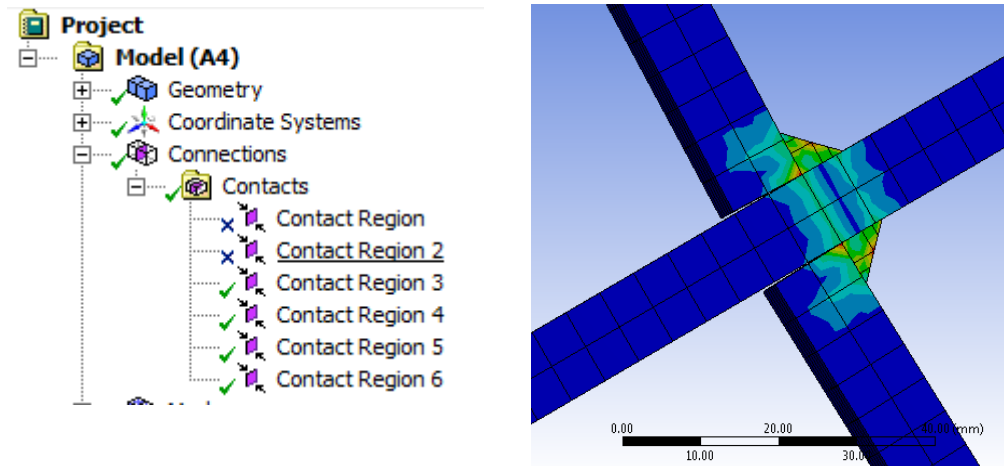 Project
Model (A4)
Geometry
Coordinate Systems
Connections
Contacts
Contact Region
Contact Region 2
Contact Region 3
Contact Region 4
Contact Region 5
Contact Region 6
0.00 20.00 40.00 (mm)
10.00 30.0